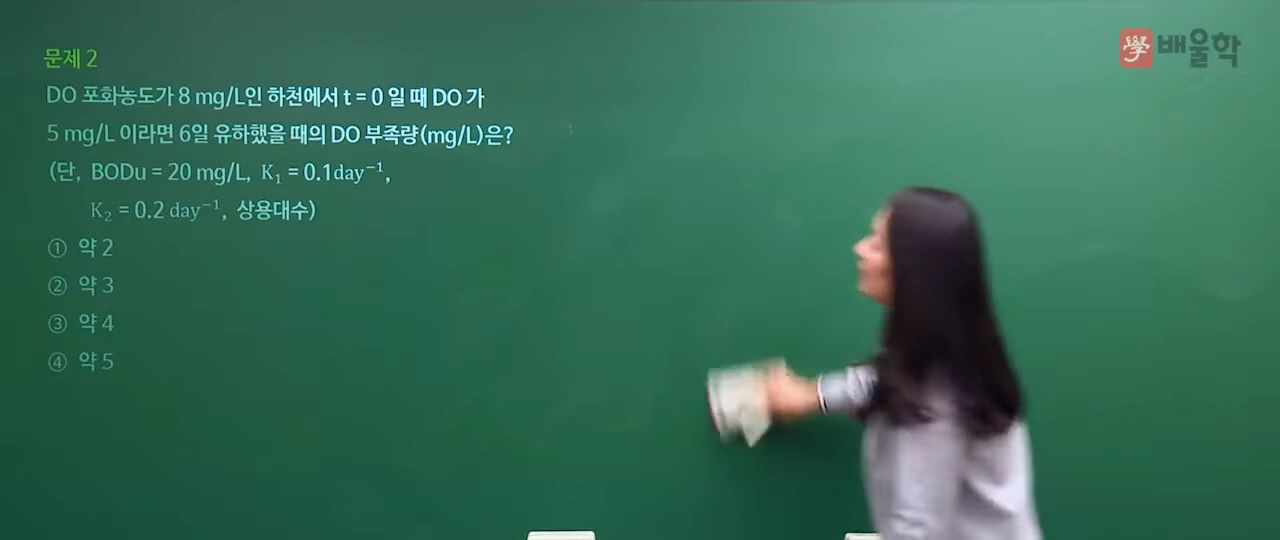 學 배울학
문제 2
DO 포화농도가 8 mg/L인 하천에서 t = 0 일 때 DO 가
5 mg/L 이라면 6일 유하했을 때의 DO 부족량(mg/L)은?
(단, BODu = 20 mg/L, K₁ = 0.1day⁻¹,
K₂ = 0.2 day⁻¹, 상용대수)
① 약 2
② 약 3
③ 약 4
④ 약 5